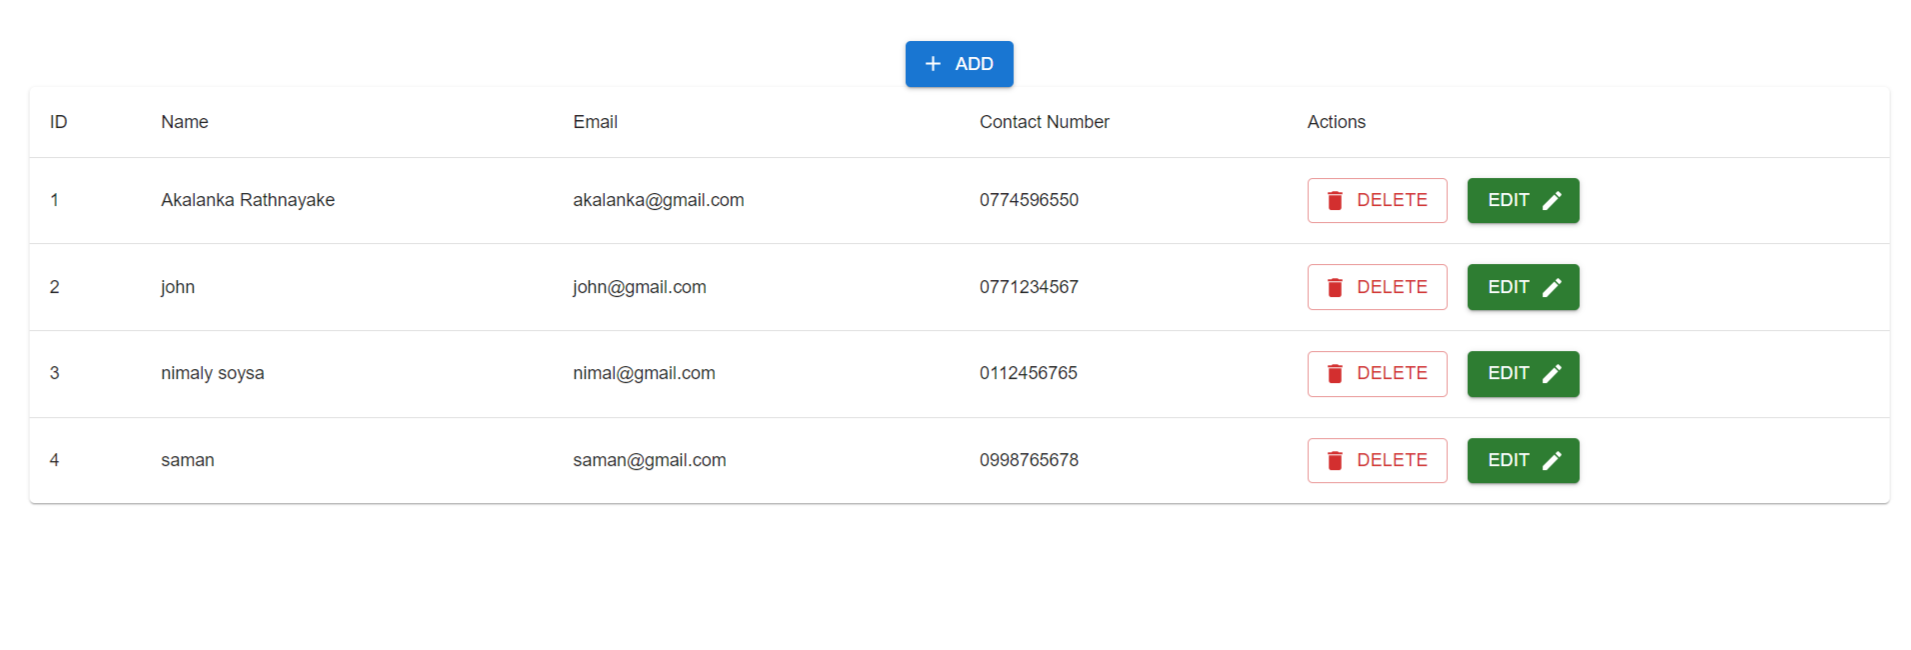 ADD
ID Name Email Contact Number Actions
1 Akalanka Rathnayake akalanka@gmail.com 0774596550 DELETE EDIT
2 john john@gmail.com 0771234567 DELETE EDIT
3 nimaly soysa nimal@gmail.com 0112456765 DELETE EDIT
4 saman saman@gmail.com 0998765678 DELETE EDIT